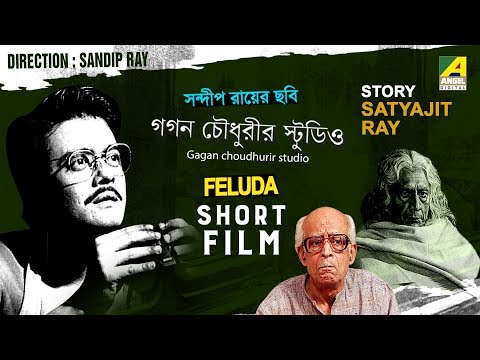 DIRECTION ; SANDIP RAY
ANGEL
DIGITAL
সন্দীপ রায়ের ছবি
গগন চৌধুরীর স্টুডিও
Gagan choudhurir studio
STORY
SATYAJIT
RAY
FELUDA
SHORT
FILM